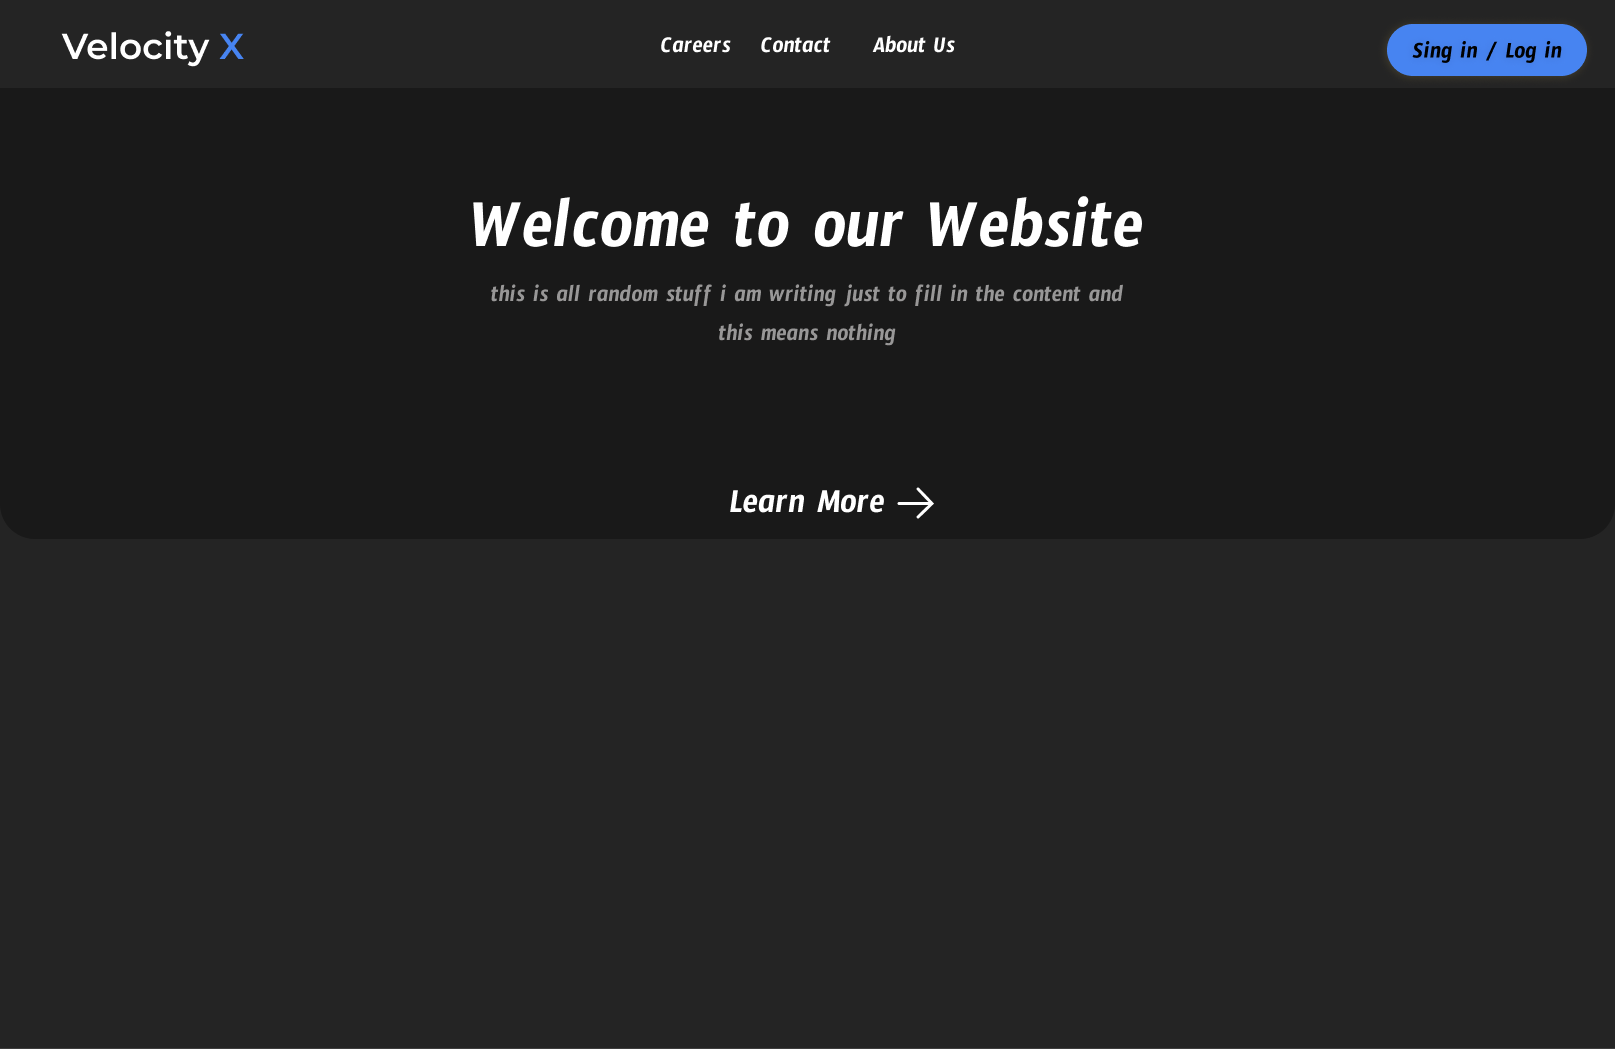 Velocity X
Careers Contact About Us
Sing in / Log in
Welcome to our Website
this is all random stuff i am writing just to fill in the content and
this means nothing
Learn More